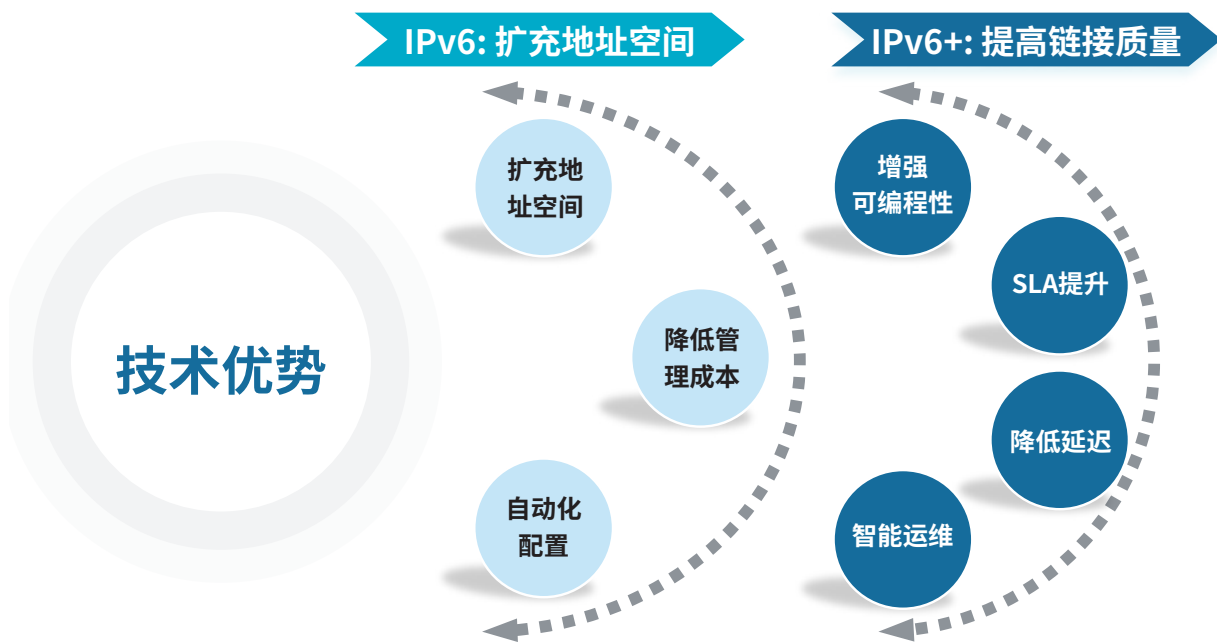 IPv6: 扩充地址空间
IPv6+: 提高链接质量
技术优势
扩充地
址空间
降低管
理成本
自动化
配置
增强
可编程性
SLA提升
降低延迟
智能运维